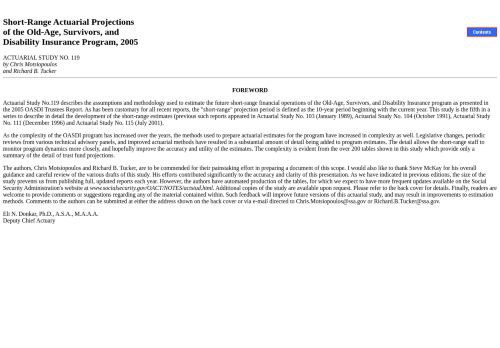 Short-Range Actuarial Projections
of the Old-Age, Survivors, and
Disability Insurance Program, 2005
Contents
ACTUARIAL STUDY NO. 119
by Chris Motsiopoulos
and Richard B. Tucker
FOREWORD
Actuarial Study No.119 describes the assumptions and methodology used to estimate the future short-range financial operations of the Old-Age, Survivors, and Disability Insurance program as presented in
the 2005 OASDI Trustees Report. As has been customary for all recent reports, the "short-range" projection period is defined as the 10-year period beginning with the current year. This study is the fifth in a
series to describe in detail the development of the short-range estimates (previous such reports appeared in Actuarial Study No. 103 (January 1989), Actuarial Study No. 104 (October 1991), Actuarial Study
No. 111 (December 1996) and Actuarial Study No. 115 (July 2001).
As the complexity of the OASDI program has increased over the years, the methods used to prepare actuarial estimates for the program have increased in complexity as well. Legislative changes, periodic
reviews from various technical advisory panels, and improved actuarial methods have resulted in a substantial amount of detail being added to program estimates. The detail allows the short-range staff to
monitor program dynamics more closely, and hopefully improve the accuracy and utility of the estimates. The complexity is evident from the over 200 tables shown in this study which provide only a
summary of the detail of trust fund projections.
The authors, Chris Motsiopoulos and Richard B. Tucker, are to be commended for their painstaking effort in preparing a document of this scope. I would also like to thank Steve McKay for his overall
guidance and careful review of the various drafts of this study. His efforts contributed significantly to the accuracy and clarity of this presentation. As we have indicated in previous editions, the size of the
study prevents us from publishing full, updated reports each year. However, the authors have automated production of the tables, for which we expect to have more frequent updates available on the Social
Security Administration's website at www.socialsecurity.gov/OACT/NOTES/actstud.html. Additional copies of the study are available upon request. Please refer to the back cover for details. Finally, readers are
welcome to provide comments or suggestions regarding any of the material contained within. Such feedback will improve future versions of this actuarial study, and may result in improvements to estimation
methods. Comments to the authors can be submitted at either the address shown on the back cover or via e-mail directed to Chris.Motsiopoulos@ssa.gov or Richard.B.Tucker@ssa.gov.
Eli N. Donkar, Ph.D., A.S.A., M.A.A.A.
Deputy Chief Actuary